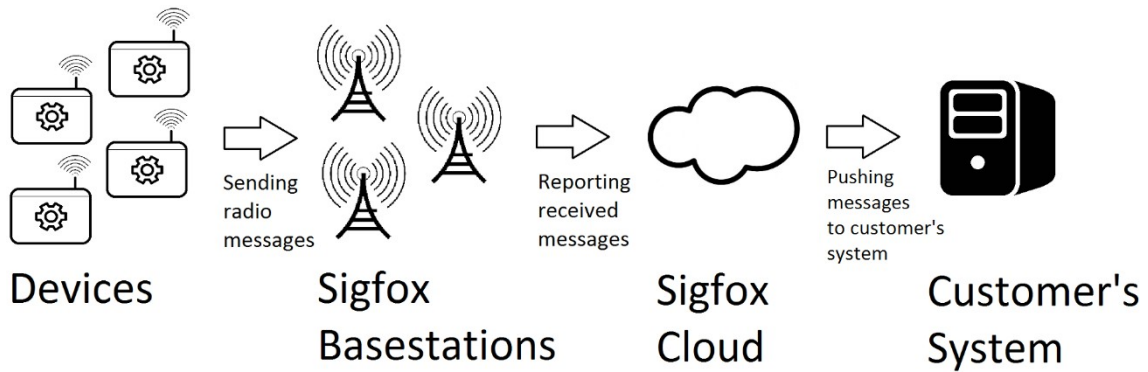 Sending
radio
messages
Reporting
received
messages
Pushing
messages
to customer's
system
Devices
Sigfox
Basestations
Sigfox
Cloud
Customer's
System